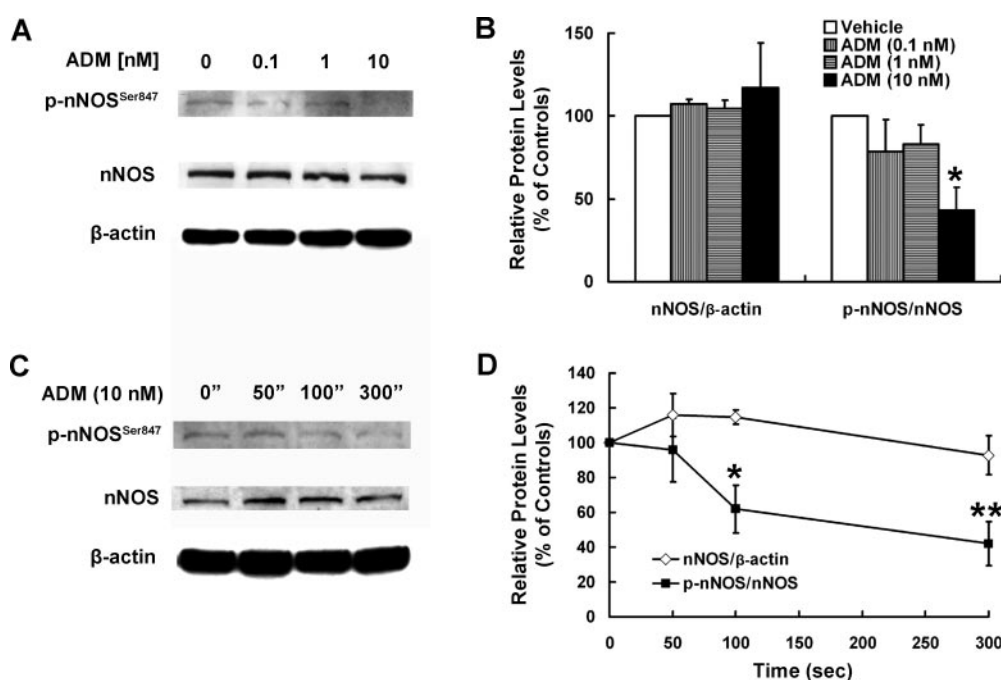 A
ADM [nM] 0 0.1 1 10
p-nNOSSer847
nNOS
β-actin
B
Relative Protein Levels
(% of Controls)
150
100
50
0
Vehicle
ADM (0.1 nM)
ADM (1 nM)
ADM (10 nM)
*
nNOS/β-actin p-nNOS/nNOS
C
ADM (10 nM) 0” 50” 100” 300”
p-nNOSSer847
nNOS
β-actin
D
Relative Protein Levels
(% of Controls)
140
120
100
80
60
40
20
0
*
**
nNOS/β-actin
p-nNOS/nNOS
0 50 100 150 200 250 300
Time (sec)